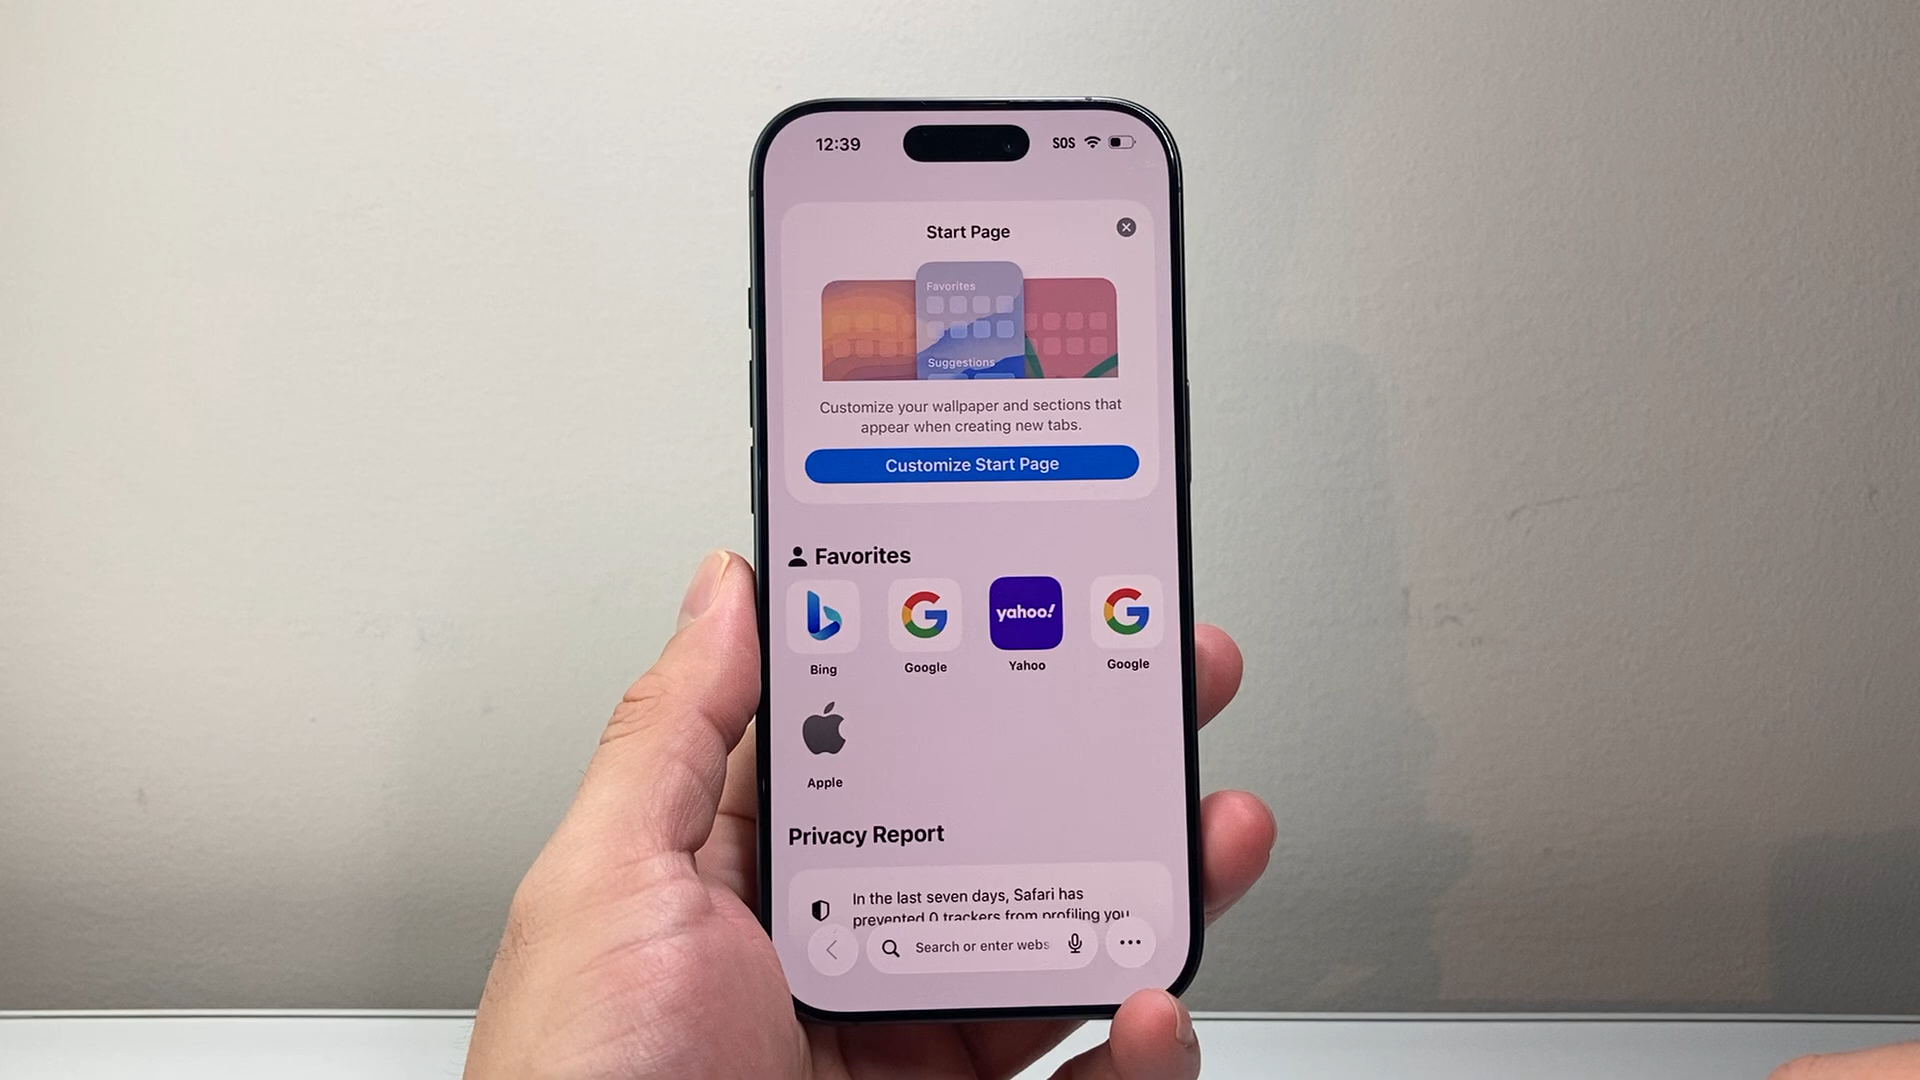 12:39
SOS
Start Page
Favorites
Suggestions
Customize your wallpaper and sections that
appear when creating new tabs.
Customize Start Page
Favorites
yahoo!
Bing
Google
Yahoo
Google
Apple
Privacy Report
In the last seven days, Safari has
prevented 0 trackers from profiling you
Search or enter webs